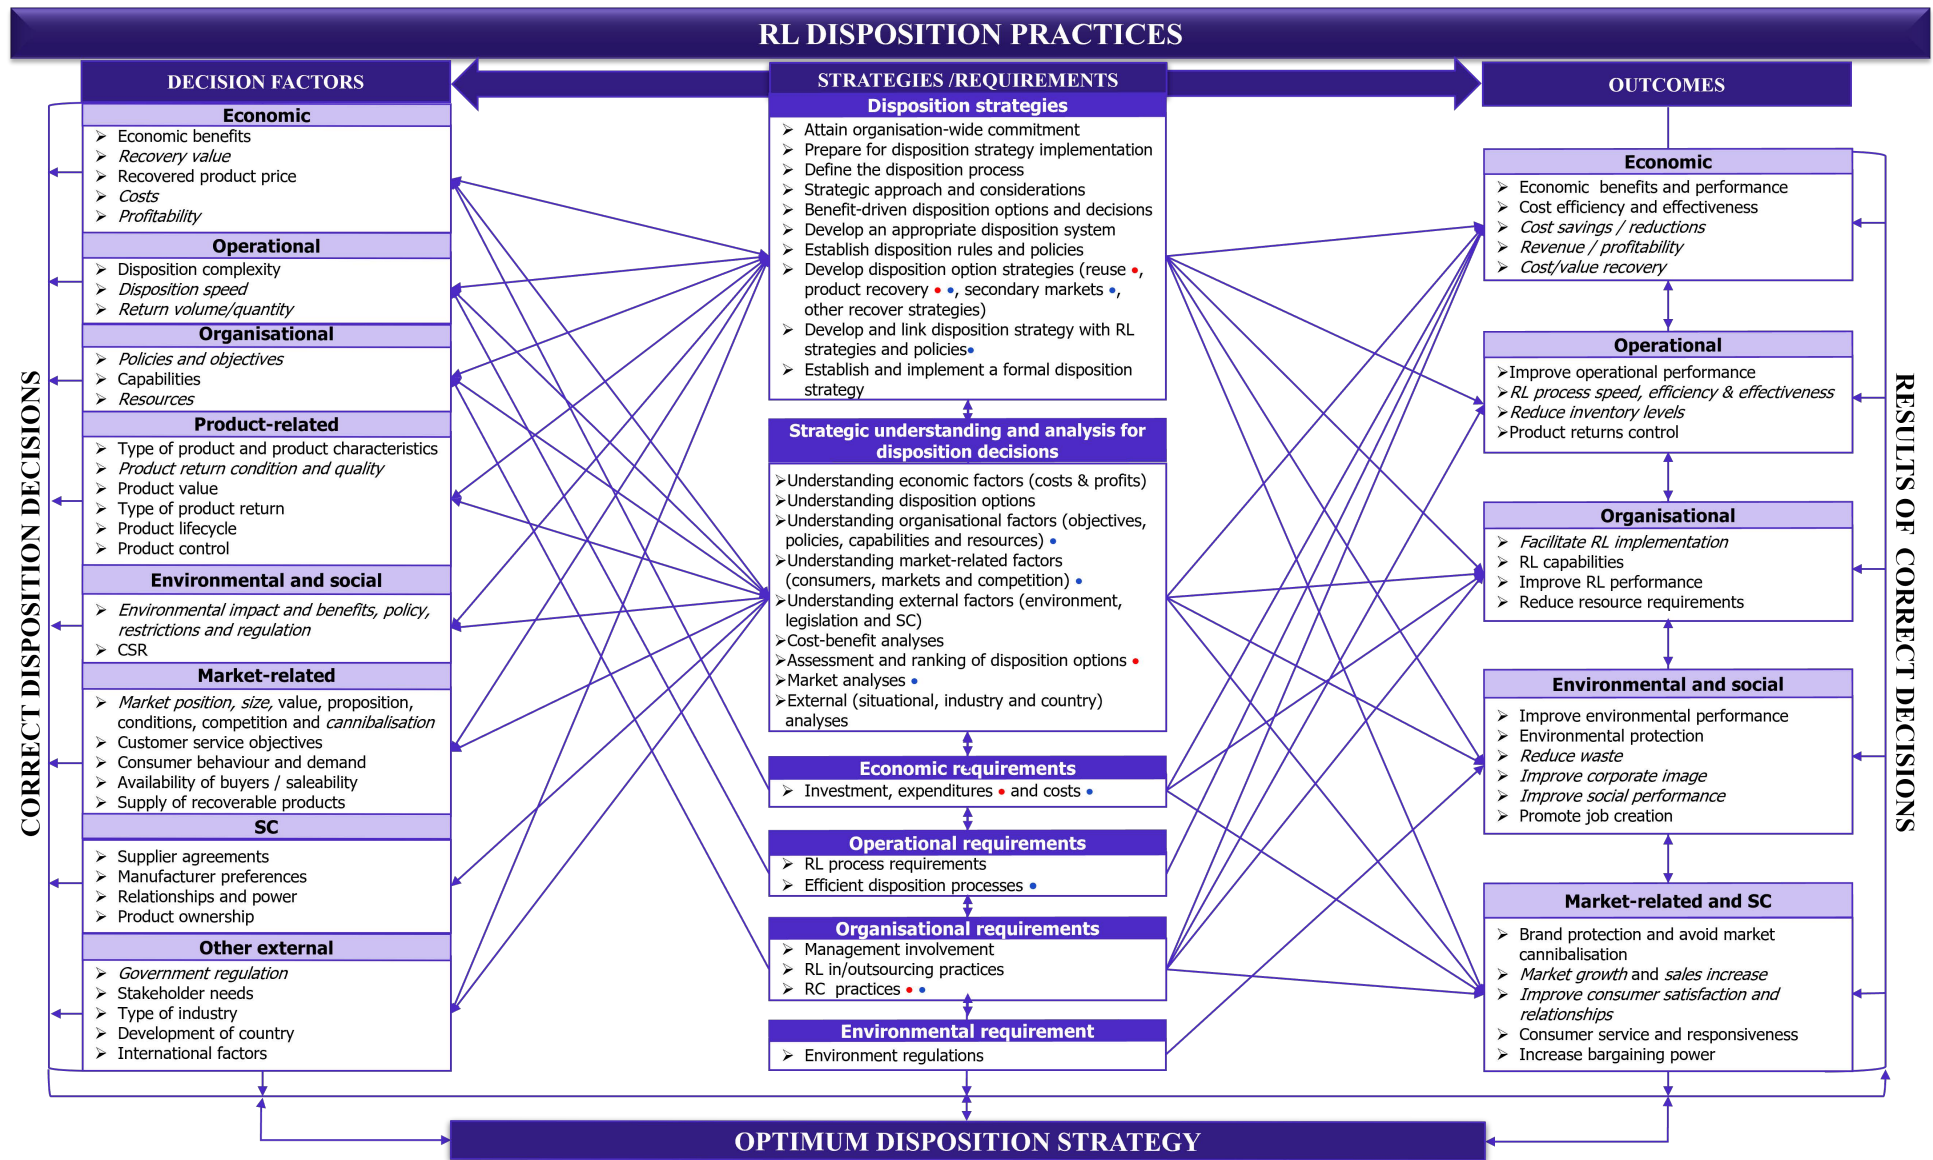 RL DISPOSITION PRACTICES
DECISION FACTORS
Economic
➢ Economic benefits
➢ Recovery value
➢ Recovered product price
➢ Costs
➢ Profitability
Operational
➢ Disposition complexity
➢ Disposition speed
➢ Return volume/quantity
Organisational
➢ Policies and objectives
➢ Capabilities
➢ Resources
Product-related
➢ Type of product and product characteristics
➢ Product return condition and quality
➢ Product value
➢ Type of product return
➢ Product lifecycle
➢ Product control
Environmental and social
➢ Environmental impact and benefits, policy,
restrictions and regulation
➢ CSR
Market-related
➢ Market position, size, value, proposition,
conditions, competition and cannibalisation
➢ Customer service objectives
➢ Consumer behaviour and demand
➢ Availability of buyers / saleability
➢ Supply of recoverable products
SC
➢ Supplier agreements
➢ Manufacturer preferences
➢ Relationships and power
➢ Product ownership
Other external
➢ Government regulation
➢ Stakeholder needs
➢ Type of industry
➢ Development of country
➢ International factors
CORRECT DISPOSITION DECISIONS
STRATEGIES /REQUIREMENTS
Disposition strategies
➢ Attain organisation-wide commitment
➢ Prepare for disposition strategy implementation
➢ Define the disposition process
➢ Strategic approach and considerations
➢ Benefit-driven disposition options and decisions
➢ Develop an appropriate disposition system
➢ Establish disposition rules and policies
➢ Develop disposition option strategies (reuse •,
product recovery • •, secondary markets •,
other recover strategies)
➢ Develop and link disposition strategy with RL
strategies and policies•
➢ Establish and implement a formal disposition
strategy
Strategic understanding and analysis for
disposition decisions
➢Understanding economic factors (costs & profits)
➢Understanding disposition options
➢Understanding organisational factors (objectives,
policies, capabilities and resources) •
➢Understanding market-related factors
(consumers, markets and competition) •
➢Understanding external factors (environment,
legislation and SC)
➢Cost-benefit analyses
➢Assessment and ranking of disposition options •
➢Market analyses •
➢External (situational, industry and country)
analyses
Economic requirements
➢ Investment, expenditures • and costs •
Operational requirements
➢ RL process requirements
➢ Efficient disposition processes •
Organisational requirements
➢ Management involvement
➢ RL in/outsourcing practices
➢ RC practices • •
Environmental requirement
➢ Environment regulations
OUTCOMES
Economic
➢ Economic benefits and performance
➢ Cost efficiency and effectiveness
➢ Cost savings / reductions
➢ Revenue / profitability
➢ Cost/value recovery
Operational
➢Improve operational performance
➢RL process speed, efficiency & effectiveness
➢Reduce inventory levels
➢Product returns control
Organisational
➢ Facilitate RL implementation
➢ RL capabilities
➢ Improve RL performance
➢ Reduce resource requirements
Environmental and social
➢ Improve environmental performance
➢ Environmental protection
➢ Reduce waste
➢ Improve corporate image
➢ Improve social performance
➢ Promote job creation
Market-related and SC
➢ Brand protection and avoid market
cannibalisation
➢ Market growth and sales increase
➢ Improve consumer satisfaction and
relationships
➢ Consumer service and responsiveness
➢ Increase bargaining power
RESULTS OF CORRECT DECISIONS
OPTIMUM DISPOSITION STRATEGY